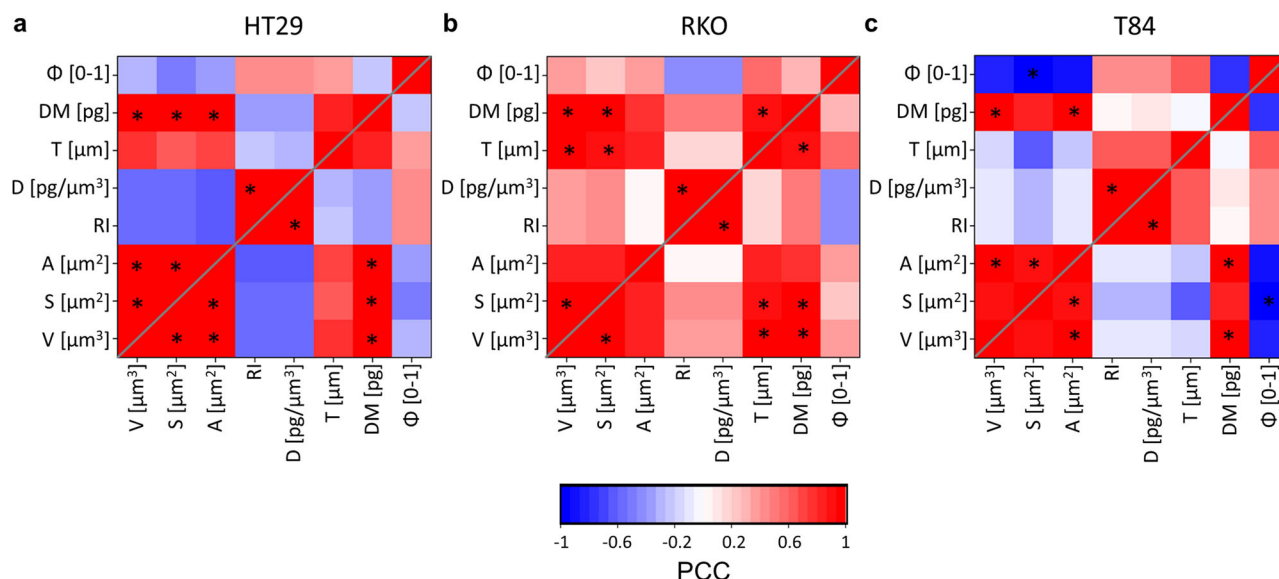 a HT29
b RKO
c T84
Φ [0-1]
DM [pg]
T [µm]
D [pg/µm³]
RI
A [µm²]
S [µm²]
V [µm³]
V [µm³]
S [µm²]
A [µm²]
RI
D [pg/µm³]
T [µm]
DM [pg]
Φ [0-1]
Φ [0-1]
DM [pg]
T [µm]
D [pg/µm³]
RI
A [µm²]
S [µm²]
V [µm³]
V [µm³]
S [µm²]
A [µm²]
RI
D [pg/µm³]
T [µm]
DM [pg]
Φ [0-1]
Φ [0-1]
DM [pg]
T [µm]
D [pg/µm³]
RI
A [µm²]
S [µm²]
V [µm³]
V [µm³]
S [µm²]
A [µm²]
RI
D [pg/µm³]
T [µm]
DM [pg]
Φ [0-1]
-1 -0.6 -0.2 0.2 0.6 1
PCC